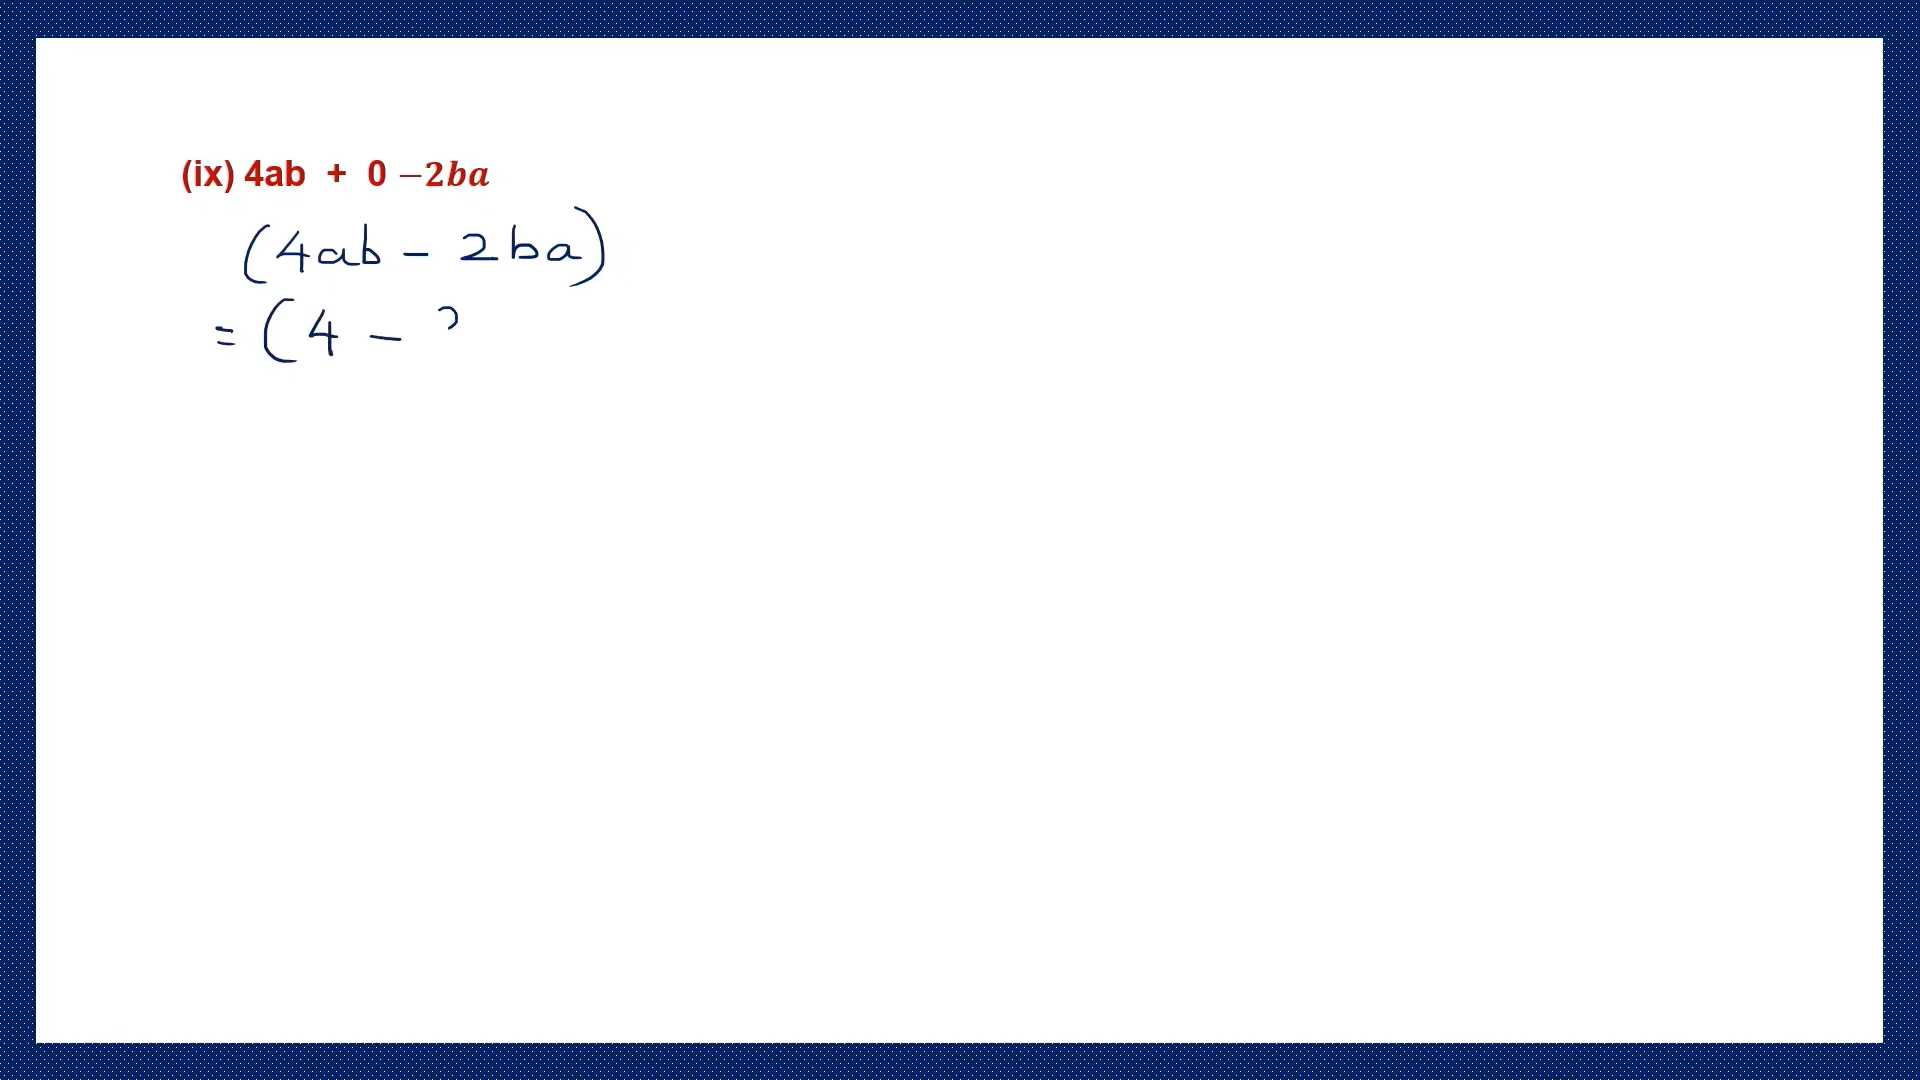 (ix) 4ab + 0 −2ba
(4ab - 2ba)
= (4 -